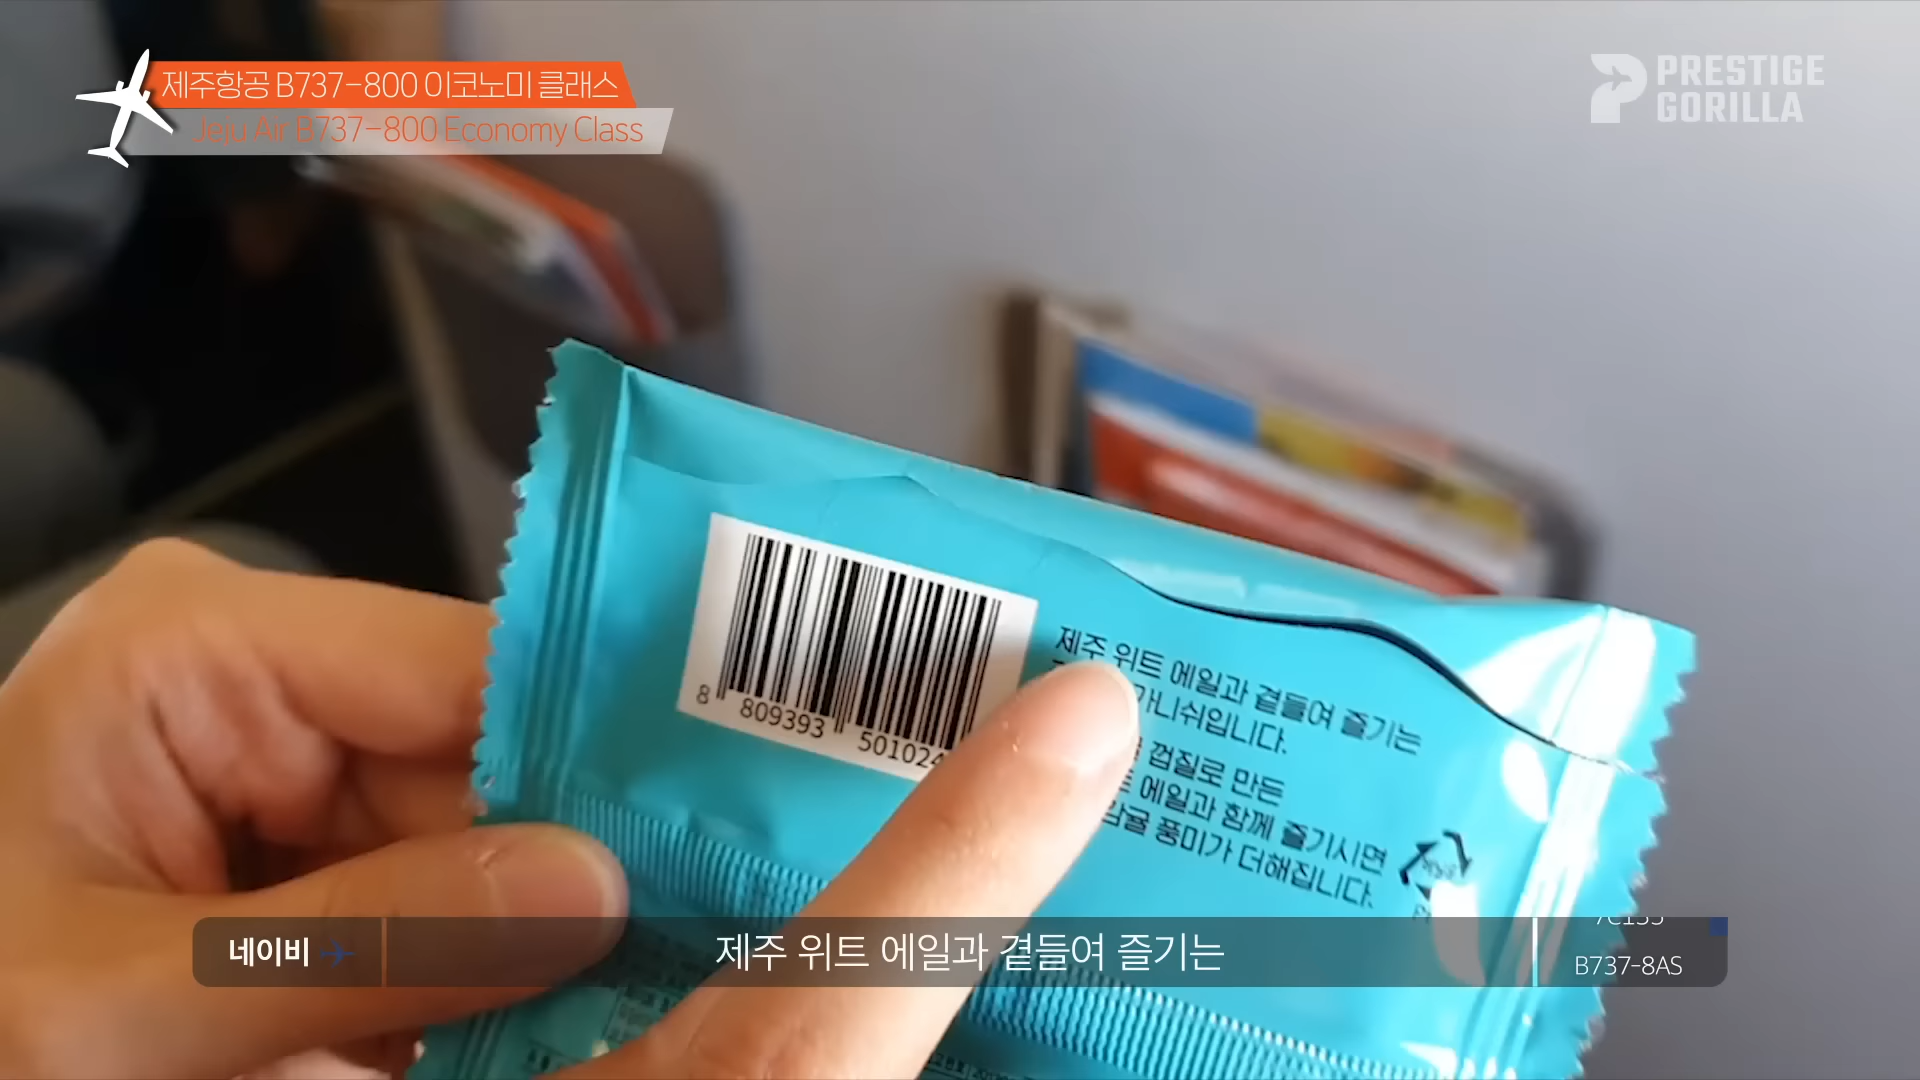 제주항공 B737-800 이코노미 클래스
Jeju Air B737-800 Economy Class
PRESTIGE
GORILLA
8 809393 501024
제주 위트 에일과 곁들여 즐기는
가니쉬입니다.
껍질로 만든
에일과 함께 즐기시면
감귤 풍미가 더해집니다.
네이비
제주 위트 에일과 곁들여 즐기는
B737-8AS